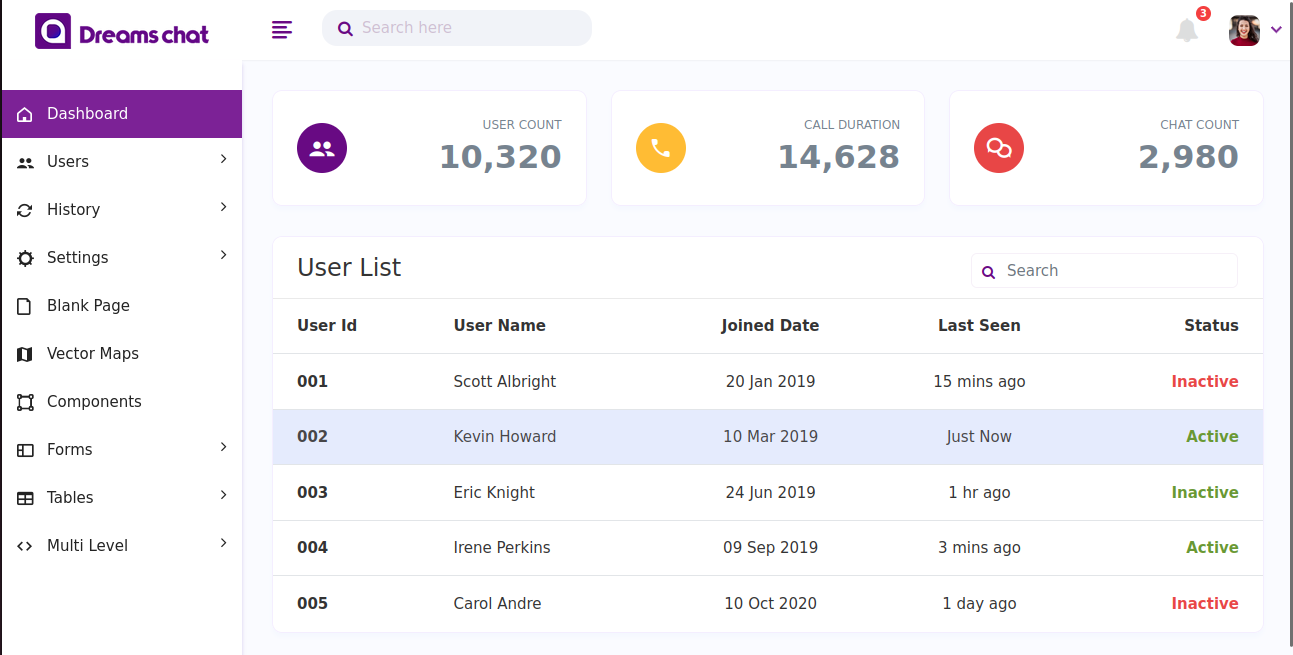 Dreams chat
Search here
3
Dashboard
Users
History
Settings
Blank Page
Vector Maps
Components
Forms
Tables
Multi Level
USER COUNT
10,320
CALL DURATION
14,628
CHAT COUNT
2,980
User List
Search
User Id User Name Joined Date Last Seen Status
001 Scott Albright 20 Jan 2019 15 mins ago Inactive
002 Kevin Howard 10 Mar 2019 Just Now Active
003 Eric Knight 24 Jun 2019 1 hr ago Inactive
004 Irene Perkins 09 Sep 2019 3 mins ago Active
005 Carol Andre 10 Oct 2020 1 day ago Inactive